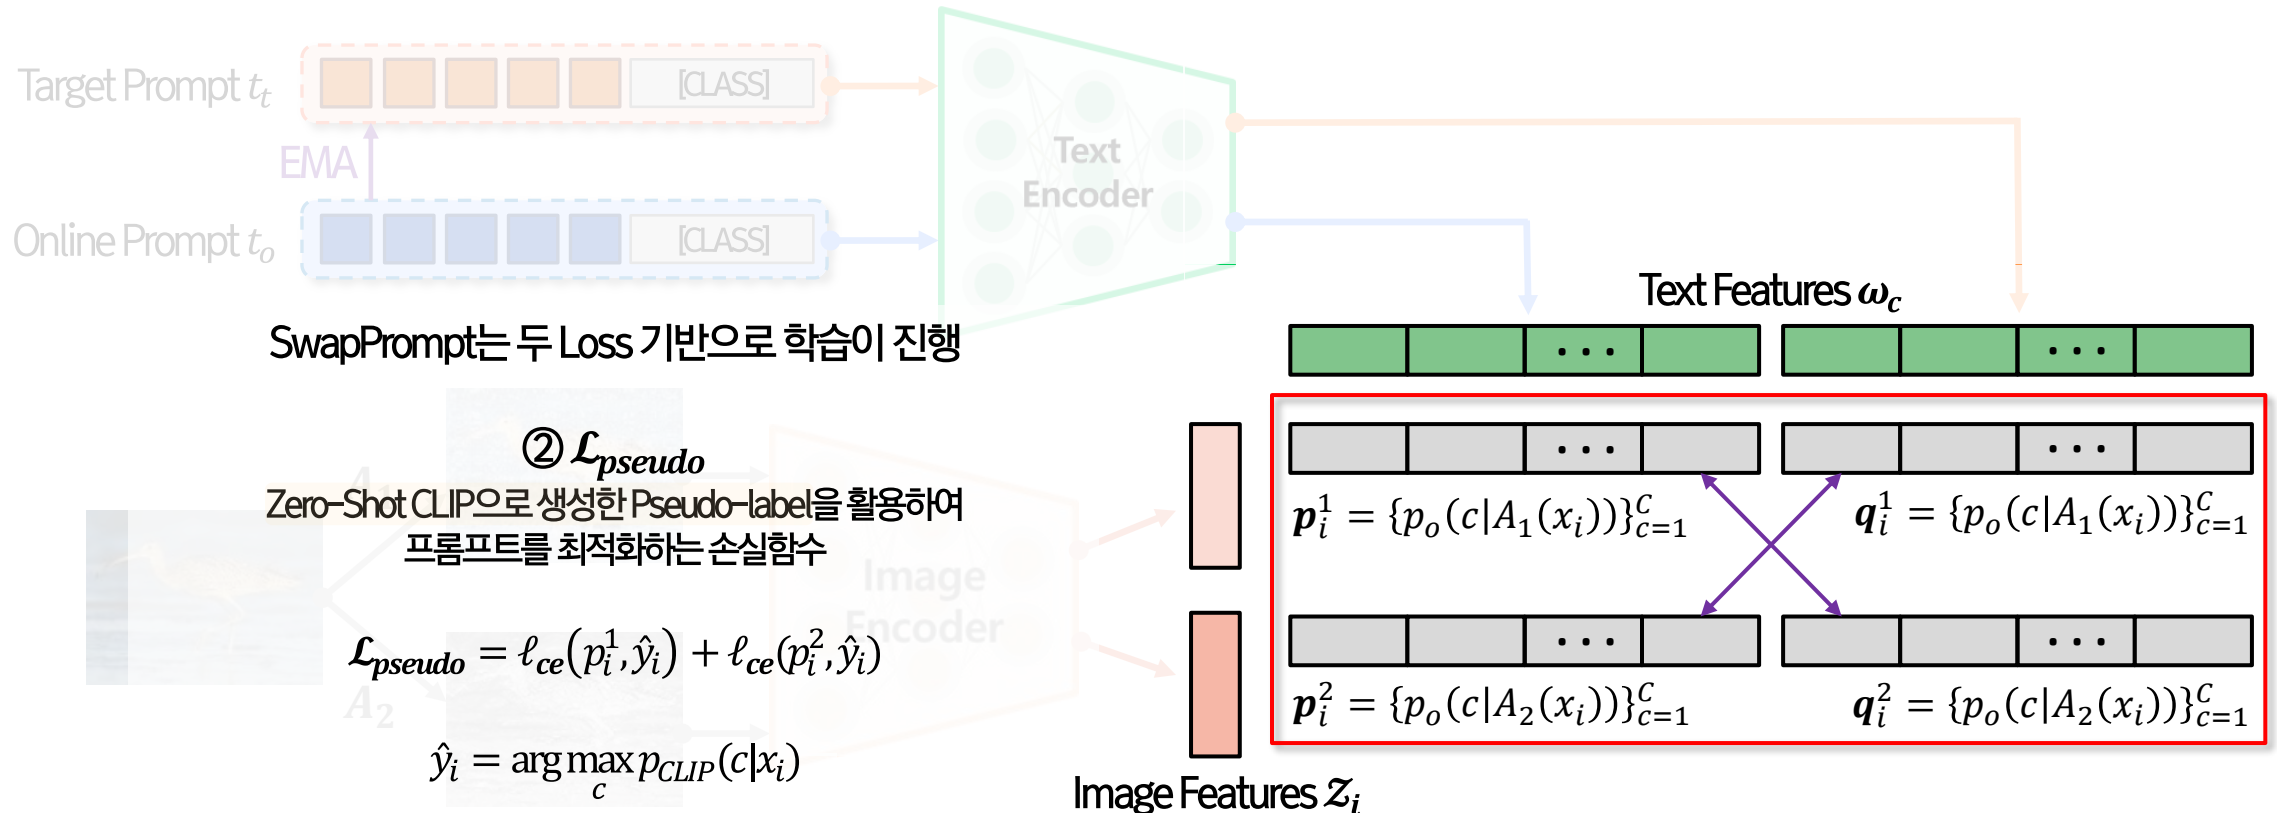 Target Prompt t_t
[CLASS]
EMA
Text
Encoder
Online Prompt t_o
[CLASS]
Text Features ω_c
SwapPrompt는 두 Loss 기반으로 학습이 진행
② ℒ_pseudo
A_1
Zero-Shot CLIP으로 생성한 Pseudo-label을 활용하여
프롬프트를 최적화하는 손실함수
Image
Encoder
ℒ_pseudo = ℓ_ce(p_i^1, ŷ_i) + ℓ_ce(p_i^2, ŷ_i)
A_2
ŷ_i = arg max_c p_CLIP(c|x_i)
Image Features z_i
...
...
...
...
p_i^1 = {p_o(c|A_1(x_i))}_{c=1}^C
q_i^1 = {p_o(c|A_1(x_i))}_{c=1}^C
...
...
p_i^2 = {p_o(c|A_2(x_i))}_{c=1}^C
q_i^2 = {p_o(c|A_2(x_i))}_{c=1}^C